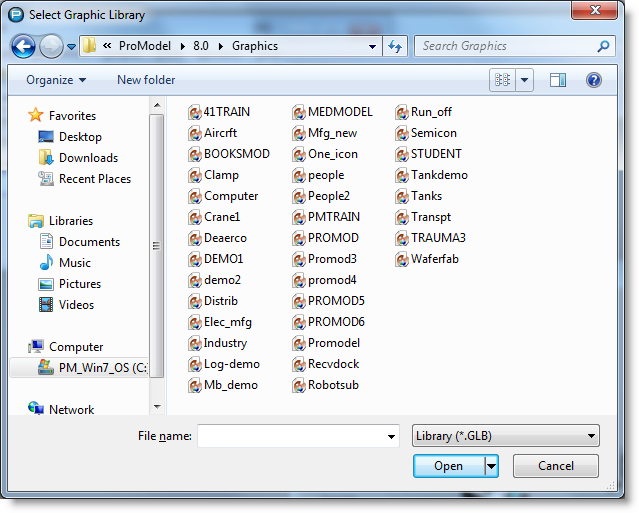 Select Graphic Library
« ProModel ▸ 8.0 ▸ Graphics
Search Graphics
Organize
New folder
Favorites
Desktop
Downloads
Recent Places
Libraries
Documents
Music
Pictures
Videos
Computer
PM_Win7_OS (C:
Network
41TRAIN
Aircrft
BOOKSMOD
Clamp
Computer
Crane1
Deaerco
DEMO1
demo2
Distrib
Elec_mfg
Industry
Log-demo
Mb_demo
MEDMODEL
Mfg_new
One_icon
people
People2
PMTRAIN
PROMOD
Promod3
promod4
PROMOD5
PROMOD6
Promodel
Recvdock
Robotsub
Run_off
Semicon
STUDENT
Tankdemo
Tanks
Transpt
TRAUMA3
Waferfab
File name:
Library (*.GLB)
Open
Cancel